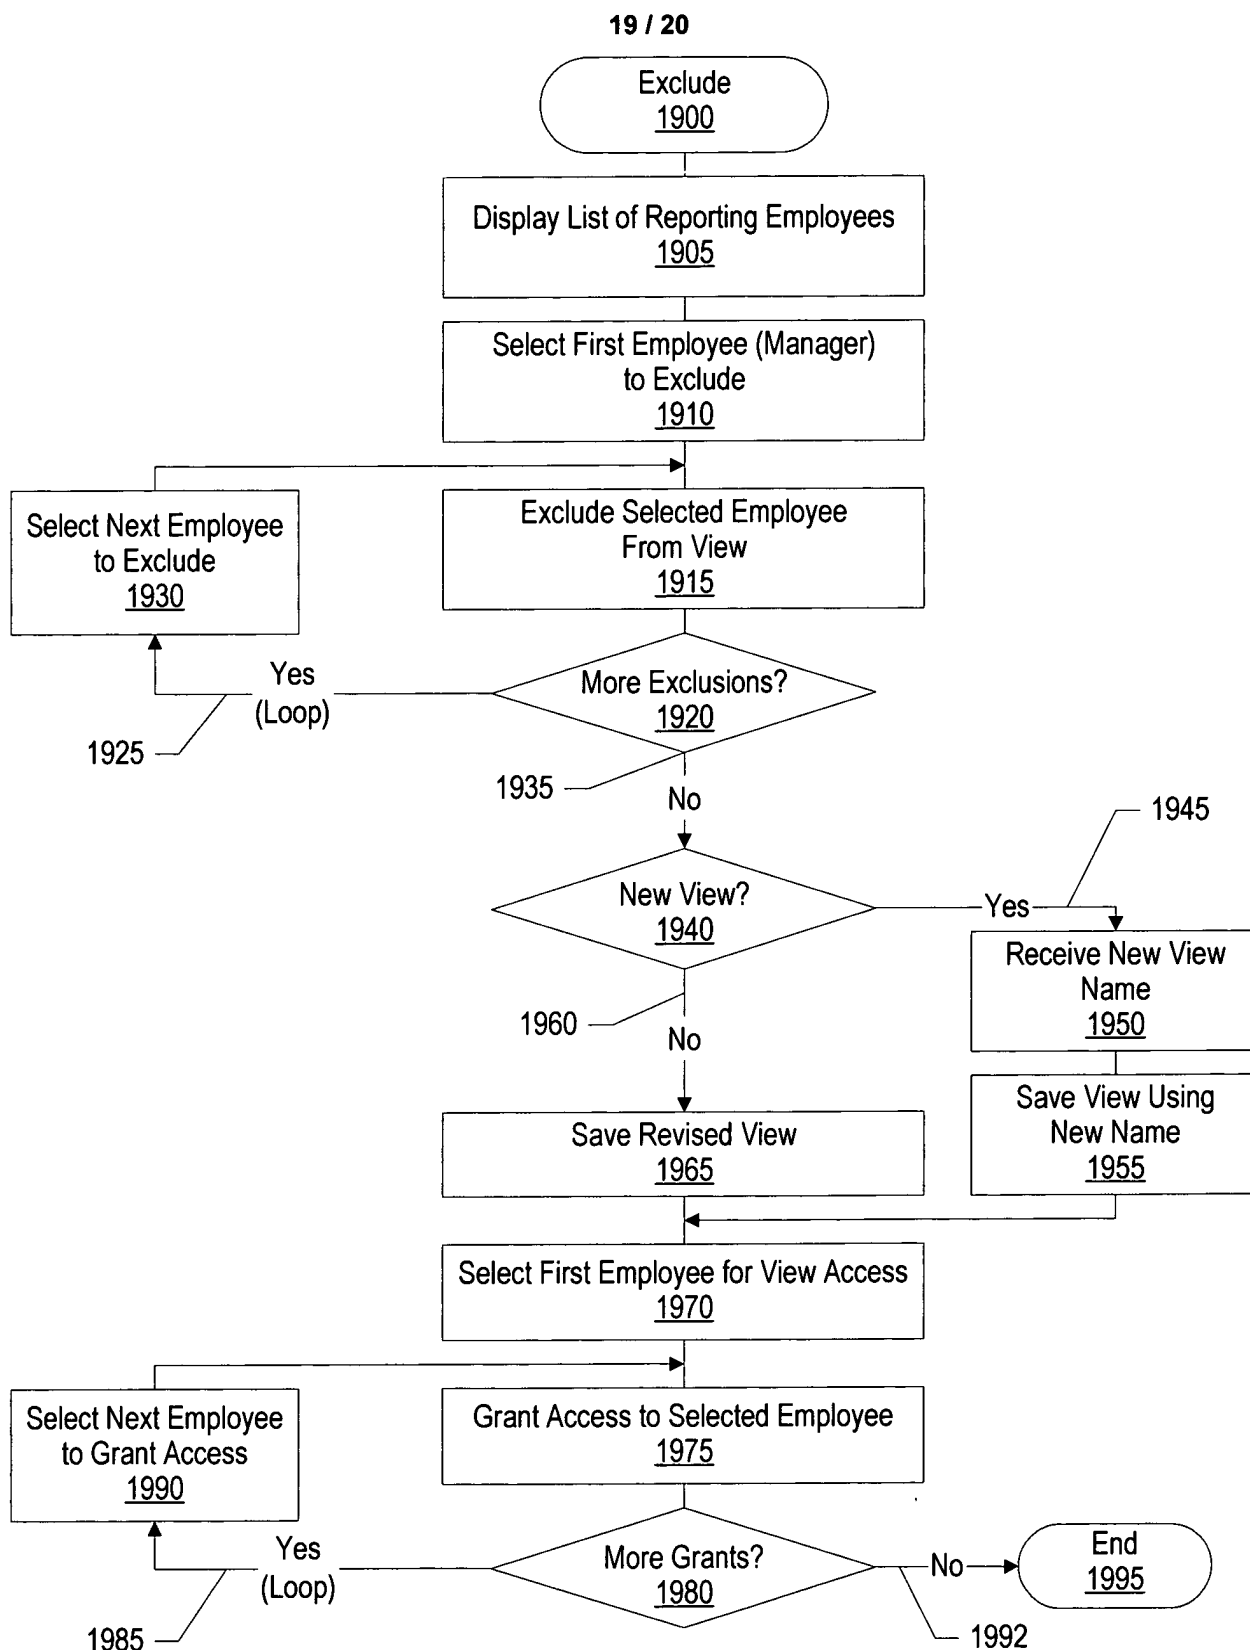 19 / 20
Exclude
1900
Display List of Reporting Employees
1905
Select First Employee (Manager)
to Exclude
1910
Select Next Employee
to Exclude
1930
Exclude Selected Employee
From View
1915
More Exclusions?
1920
Yes
(Loop)
1925
1935
No
1945
New View?
1940
Yes
Receive New View
Name
1950
1960
No
Save View Using
New Name
1955
Save Revised View
1965
Select First Employee for View Access
1970
Select Next Employee
to Grant Access
1990
Grant Access to Selected Employee
1975
More Grants?
1980
Yes
(Loop)
1985
No
1992
End
1995